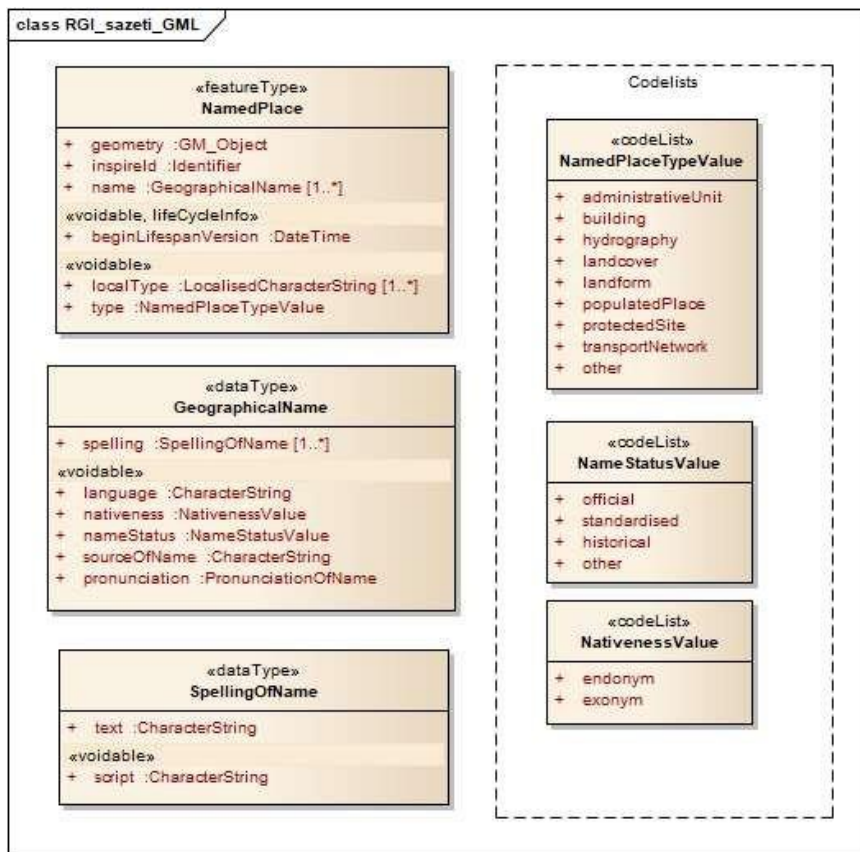 class RGI_sazeti_GML
«featureType»
NamedPlace
+ geometry :GM_Object
+ inspireId :Identifier
+ name :GeographicalName [1..*]
«voidable, lifeCycleInfo»
+ beginLifespanVersion :DateTime
«voidable»
+ localType :LocalisedCharacterString [1..*]
+ type :NamedPlaceTypeValue
«dataType»
GeographicalName
+ spelling :SpellingOfName [1..*]
«voidable»
+ language :CharacterString
+ nativeness :NativenessValue
+ nameStatus :NameStatusValue
+ sourceOfName :CharacterString
+ pronunciation :PronunciationOfName
«dataType»
SpellingOfName
+ text :CharacterString
«voidable»
+ script :CharacterString
Codelists
«codeList»
NamedPlaceTypeValue
+ administrativeUnit
+ building
+ hydrography
+ landcover
+ landform
+ populatedPlace
+ protectedSite
+ transportNetwork
+ other
«codeList»
NameStatusValue
+ official
+ standardised
+ historical
+ other
«codeList»
NativenessValue
+ endonym
+ exonym